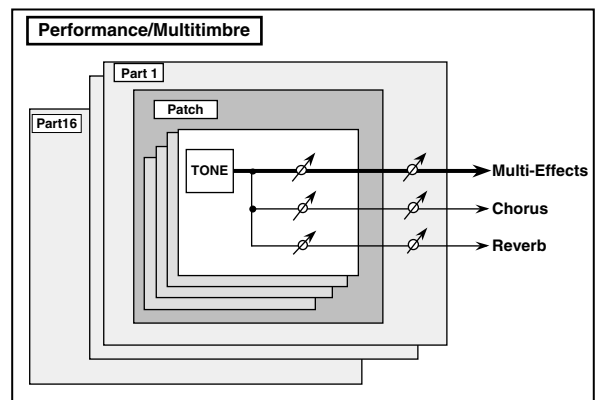 Performance/Multitimbre
Part 1
Patch
Part16
TONE
Multi-Effects
Chorus
Reverb